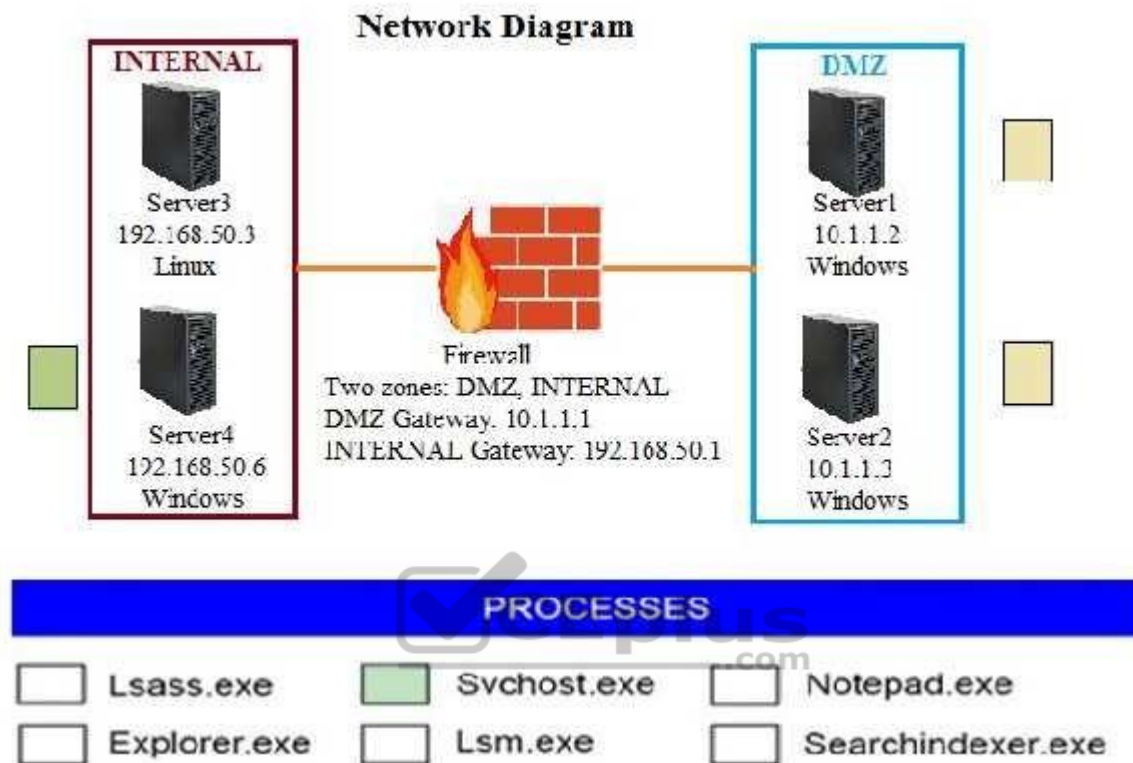 Network Diagram
INTERNAL
Server3
192.168.50.3
Linux
Server4
192.168.50.6
Windows
Firewall
Two zones: DMZ, INTERNAL
DMZ Gateway. 10.1.1.1
INTERNAL Gateway: 192.168.50.1
DMZ
Server1
10.1.1.2
Windows
Server2
10.1.1.3
Windows
PROCESSES
CEplus
.com
Lsass.exe
Svchost.exe
Notepad.exe
Explorer.exe
Lsm.exe
Searchindexer.exe